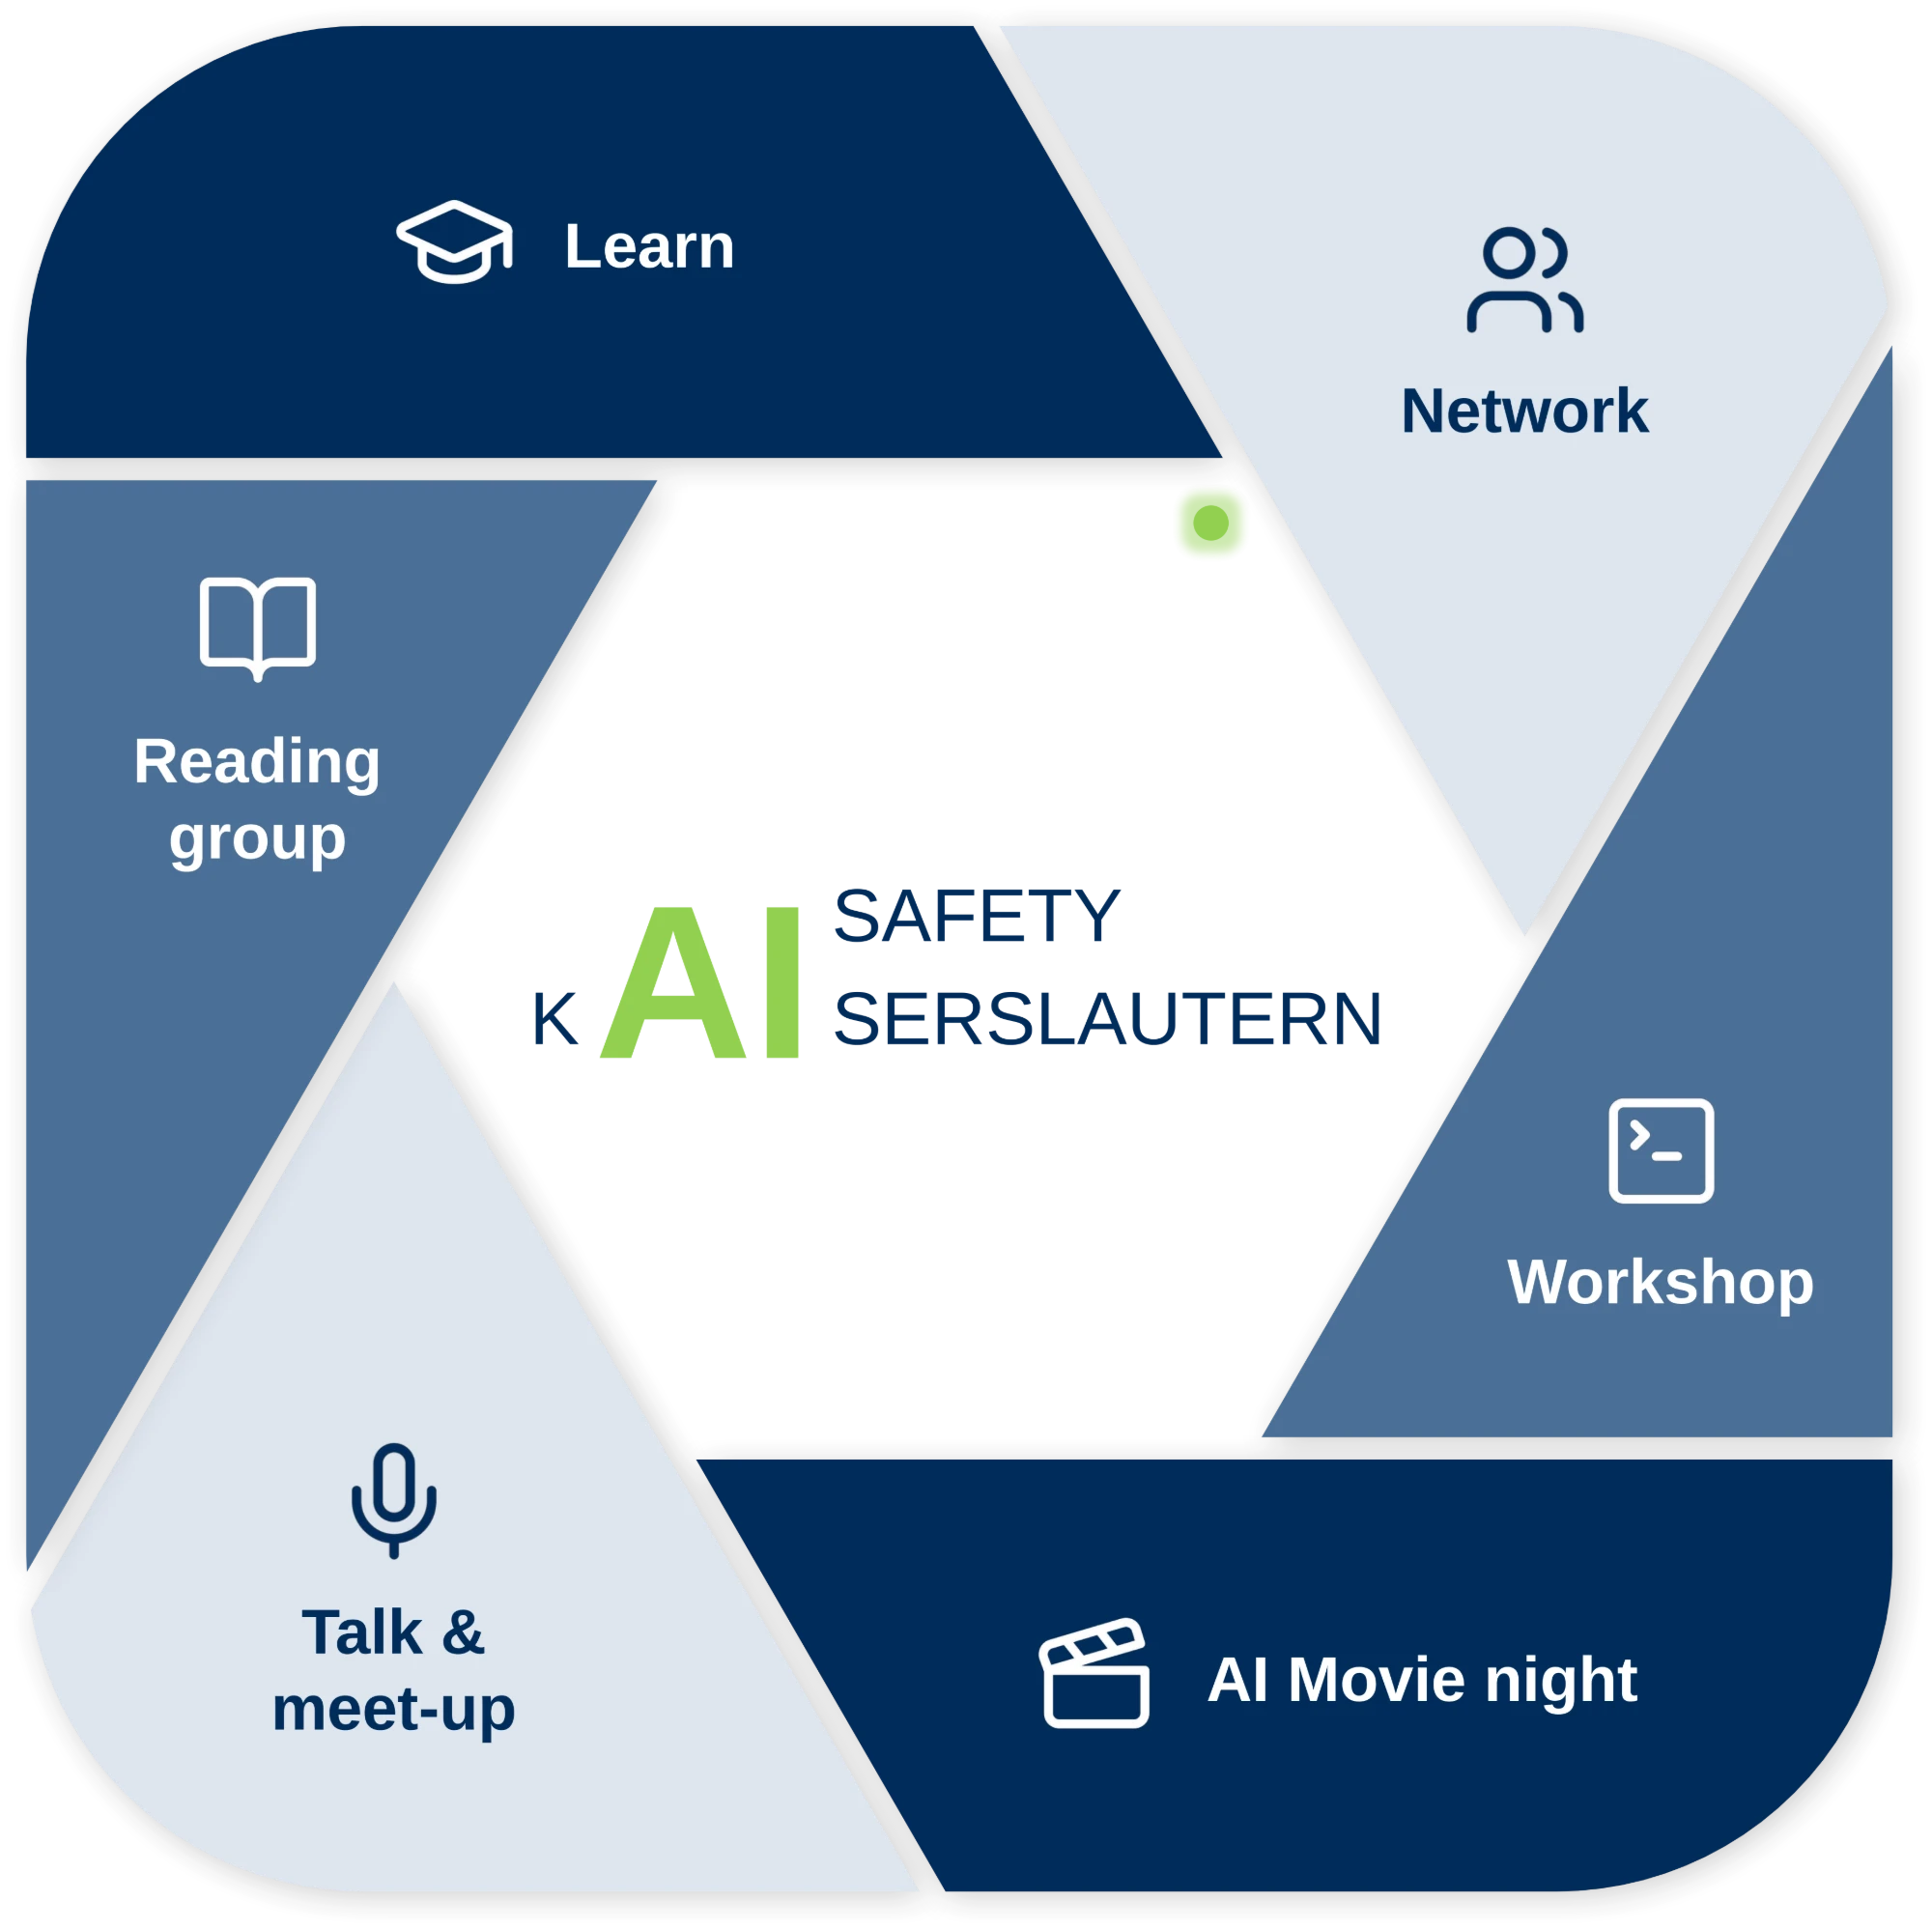 Learn
Network
Reading
group
SAFETY
K AI SERSLAUTERN
Workshop
Talk &
meet-up
AI Movie night